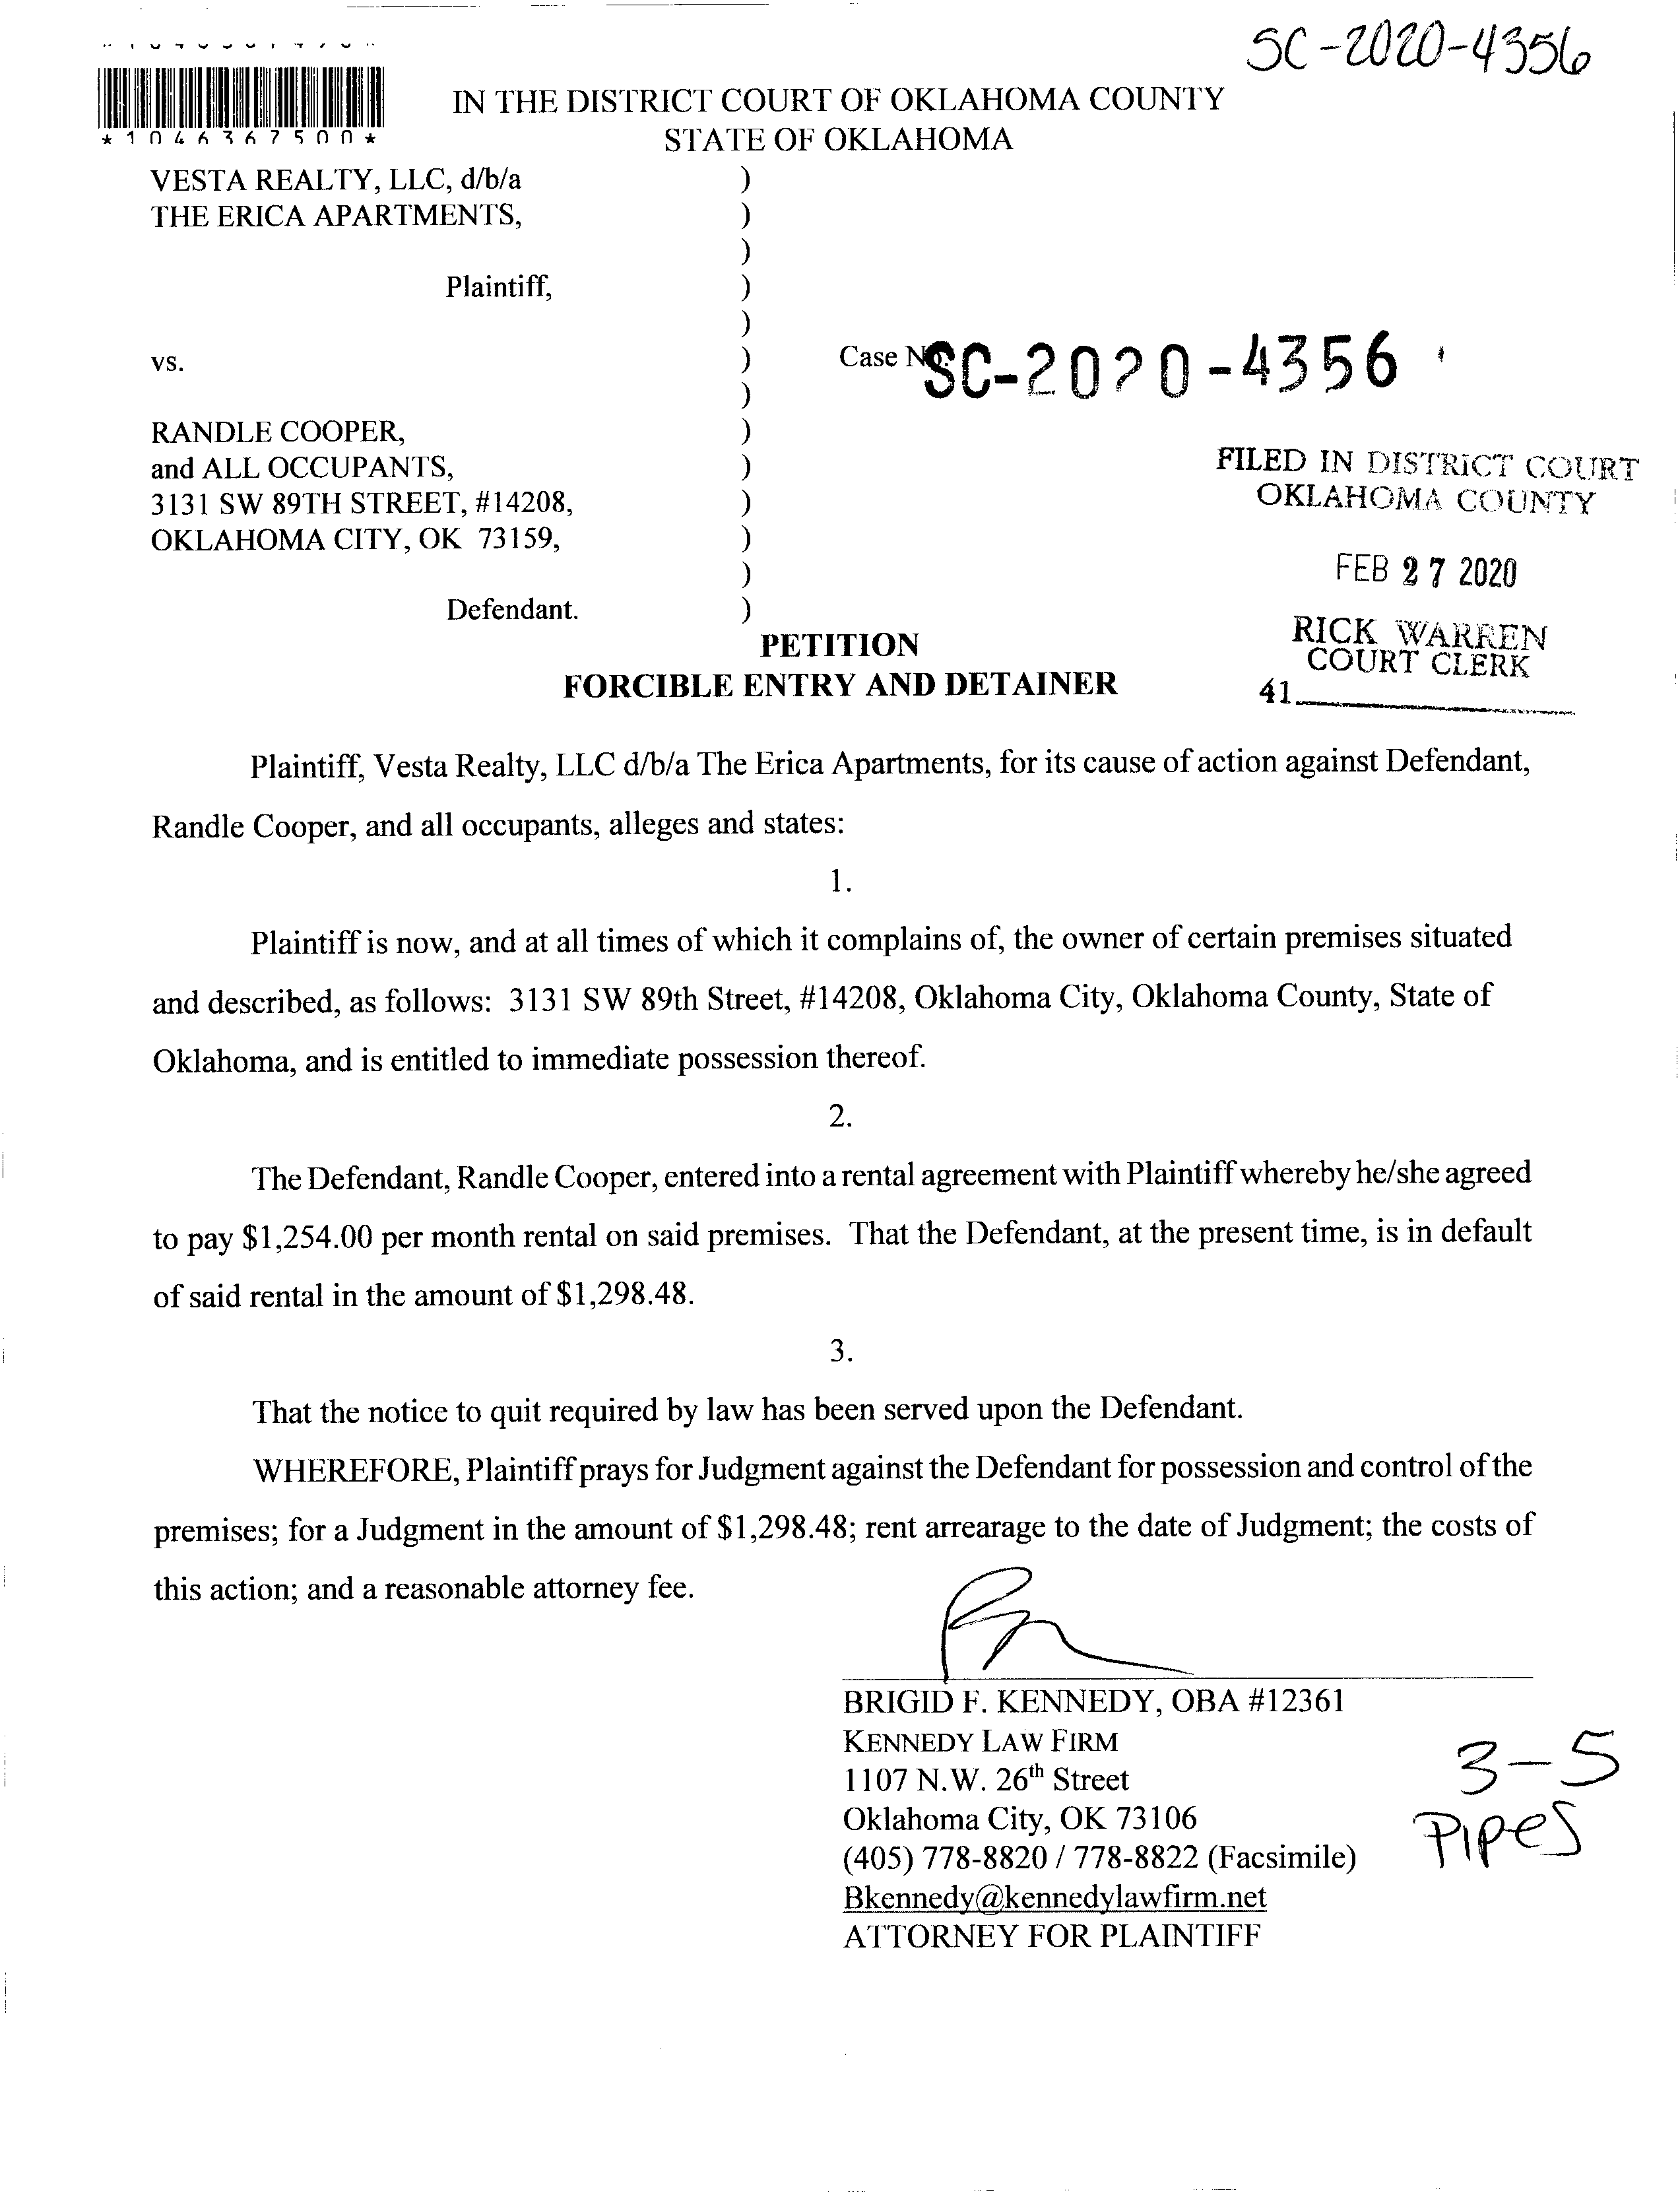 SC-2020-4356
*1046367500*
IN THE DISTRICT COURT OF OKLAHOMA COUNTY
STATE OF OKLAHOMA
VESTA REALTY, LLC, d/b/a )
THE ERICA APARTMENTS, )
)
Plaintiff, )
)
vs. ) Case No. SC-2020-4356
)
RANDLE COOPER, )
and ALL OCCUPANTS, )
3131 SW 89TH STREET, #14208, )
OKLAHOMA CITY, OK 73159, )
)
Defendant. )
FILED IN DISTRICT COURT
OKLAHOMA COUNTY
FEB 27 2020
RICK WARREN
COURT CLERK
41
PETITION
FORCIBLE ENTRY AND DETAINER
Plaintiff, Vesta Realty, LLC d/b/a The Erica Apartments, for its cause of action against Defendant,
Randle Cooper, and all occupants, alleges and states:
1.
Plaintiff is now, and at all times of which it complains of, the owner of certain premises situated
and described, as follows: 3131 SW 89th Street, #14208, Oklahoma City, Oklahoma County, State of
Oklahoma, and is entitled to immediate possession thereof.
2.
The Defendant, Randle Cooper, entered into a rental agreement with Plaintiff whereby he/she agreed
to pay $1,254.00 per month rental on said premises. That the Defendant, at the present time, is in default
of said rental in the amount of $1,298.48.
3.
That the notice to quit required by law has been served upon the Defendant.
WHEREFORE, Plaintiff prays for Judgment against the Defendant for possession and control of the
premises; for a Judgment in the amount of $1,298.48; rent arrearage to the date of Judgment; the costs of
this action; and a reasonable attorney fee.
BRIGID F. KENNEDY, OBA #12361
KENNEDY LAW FIRM
1107 N.W. 26th Street
Oklahoma City, OK 73106
(405) 778-8820 / 778-8822 (Facsimile)
Bkennedy@kennedylawfirm.net
ATTORNEY FOR PLAINTIFF
3-5
Pipes